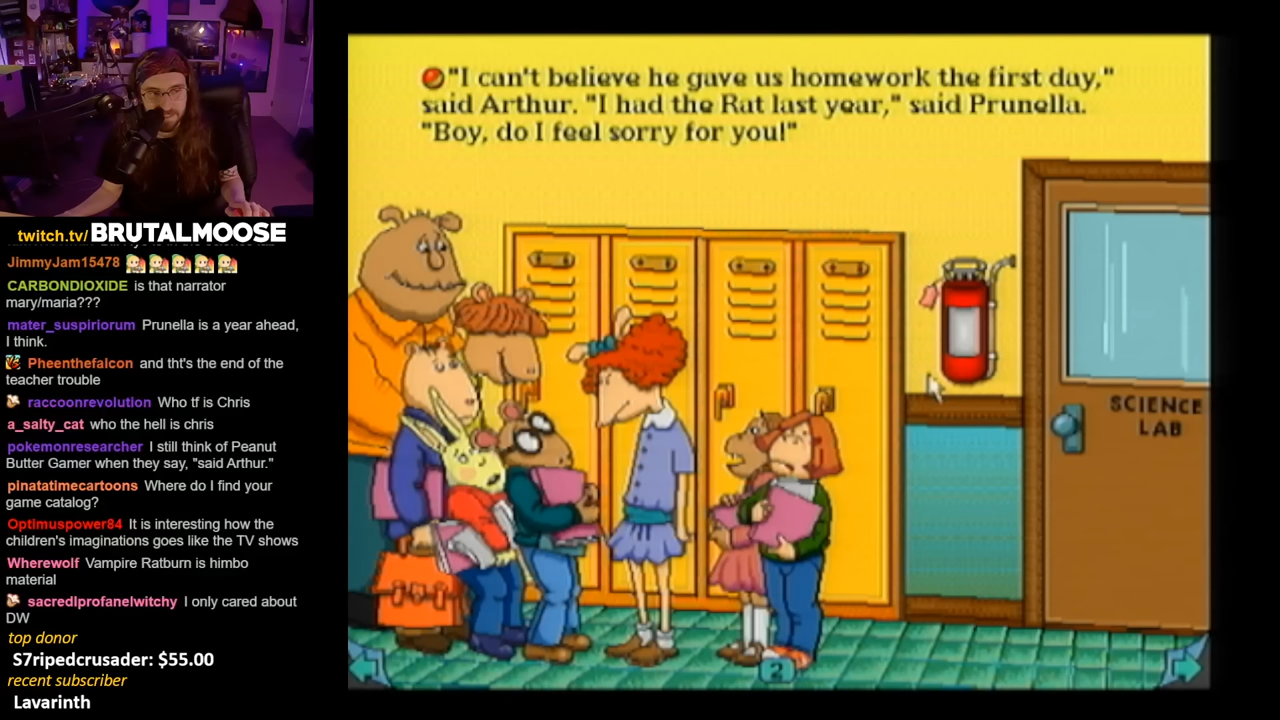 "I can't believe he gave us homework the first day,"
said Arthur. "I had the Rat last year," said Prunella.
"Boy, do I feel sorry for you!"
SCIENCE
LAB
2
twitch.tv/BRUTALMOOSE
JimmyJam15478
CARBONDIOXIDE is that narrator
mary/maria???
mater_suspiriorum Prunella is a year ahead,
I think.
Pheenthefalcon and tht's the end of the
teacher trouble
raccoonrevolution Who tf is Chris
a_salty_cat who the hell is chris
pokemonresearcher I still think of Peanut
Butter Gamer when they say, "said Arthur."
pinatatimecartoons Where do I find your
game catalog?
Optimuspower84 It is interesting how the
children's imaginations goes like the TV shows
Wherewolf Vampire Ratburn is himbo
material
sacredlprofanelwitchy I only cared about
DW
top donor
S7ripedcrusader: $55.00
recent subscriber
Lavarinth